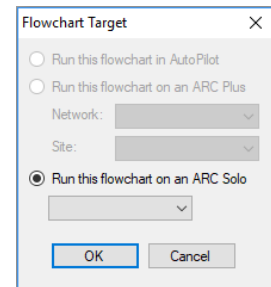 Flowchart Target
Run this flowchart in AutoPilot
Run this flowchart on an ARC Plus
Network:
Site:
Run this flowchart on an ARC Solo
OK Cancel